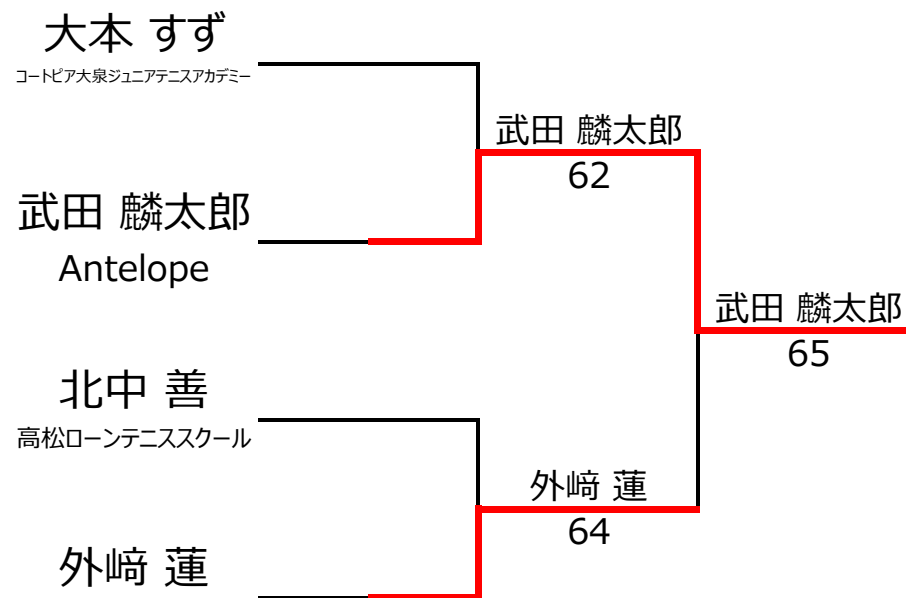 大本 すず
コートピア大泉ジュニアテニスアカデミー
武田 麟太郎
62
武田 麟太郎
Antelope
武田 麟太郎
65
北中 善
高松ローンテニススクール
外﨑 蓮
64
外﨑 蓮